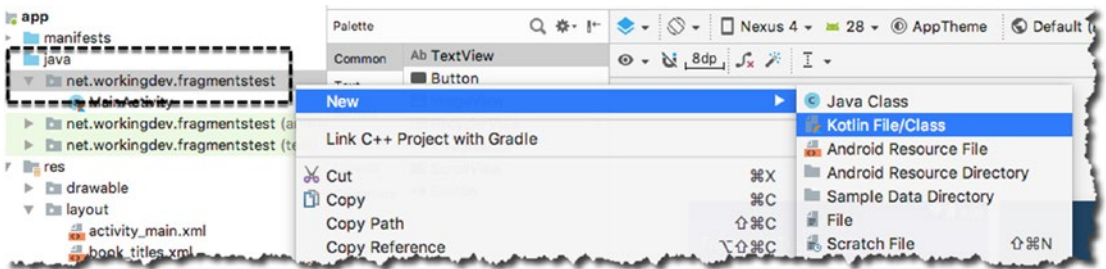 app
manifests
java
net.workingdev.fragmentstest
MainActivity
net.workingdev.fragmentstest (
net.workingdev.fragmentstest (
res
drawable
layout
activity_main.xml
book_titles.xml
Palette
Common
Ab TextView
Button
Nexus 4
28
AppTheme
Default (
8dp
New
Link C++ Project with Gradle
Cut ⌘X
Copy ⌘C
Copy Path ⇧⌘C
Copy Reference ⌥⇧⌘C
Java Class
Kotlin File/Class
Android Resource File
Android Resource Directory
Sample Data Directory
File
Scratch File ⇧⌘N